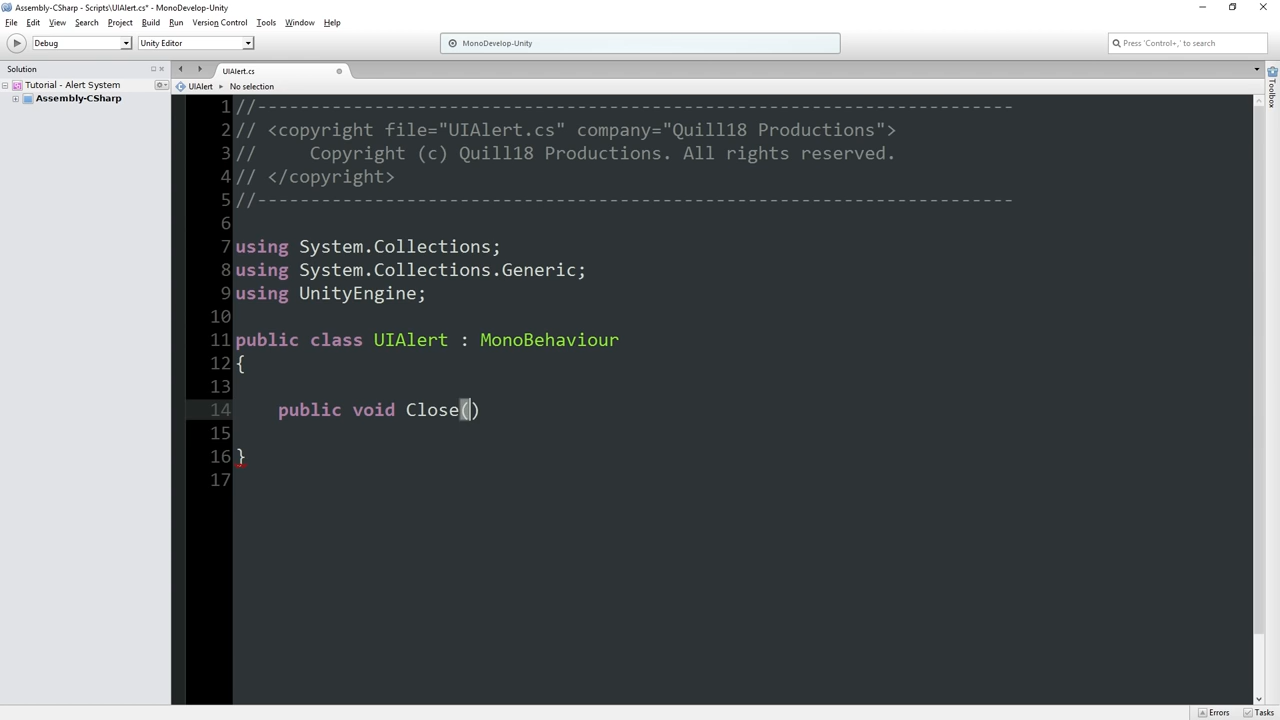 Assembly-CSharp - Scripts\UIAlert.cs* - MonoDevelop-Unity
File Edit View Search Project Build Run Version Control Tools Window Help
Debug Unity Editor MonoDevelop-Unity Press 'Control+,' to search
Solution
Tutorial - Alert System
Assembly-CSharp
UIAlert.cs
UIAlert No selection
Toolbox
1 //-----------------------------------------------------------------------
2 // <copyright file="UIAlert.cs" company="Quill18 Productions">
3 //     Copyright (c) Quill18 Productions. All rights reserved.
4 // </copyright>
5 //-----------------------------------------------------------------------
6
7 using System.Collections;
8 using System.Collections.Generic;
9 using UnityEngine;
10
11 public class UIAlert : MonoBehaviour
12 {
13
14     public void Close()
15
16 }
17
Errors Tasks